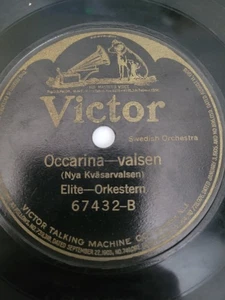 Victor
Swedish Orchestra
Occarina—valsen
(Nya Kväsarvalsen)
Elite—Orkestern
67432-B
VICTOR TALKING MACHINE CO